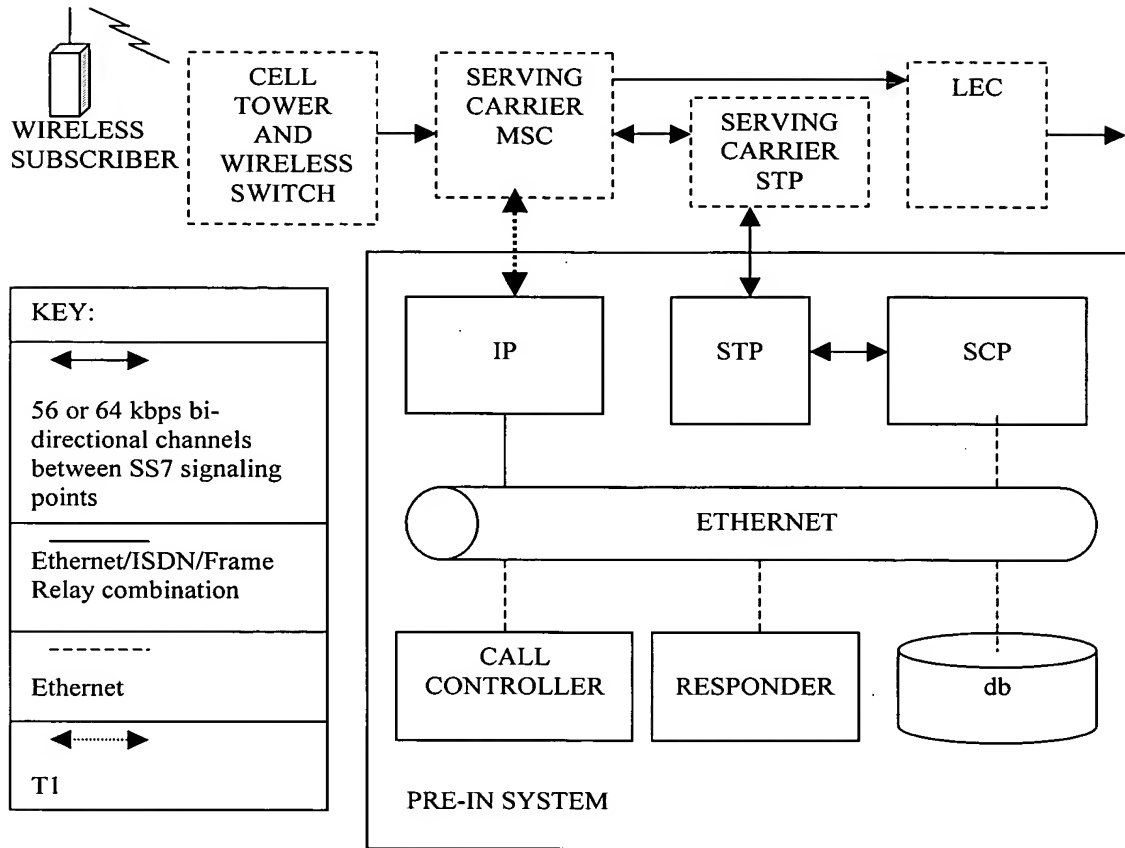 WIRELESS
SUBSCRIBER
CELL
TOWER
AND
WIRELESS
SWITCH
SERVING
CARRIER
MSC
SERVING
CARRIER
STP
LEC
KEY:
56 or 64 kbps bi-
directional channels
between SS7 signaling
points
Ethernet/ISDN/Frame
Relay combination
Ethernet
T1
IP
STP
SCP
ETHERNET
CALL
CONTROLLER
RESPONDER
db
PRE-IN SYSTEM